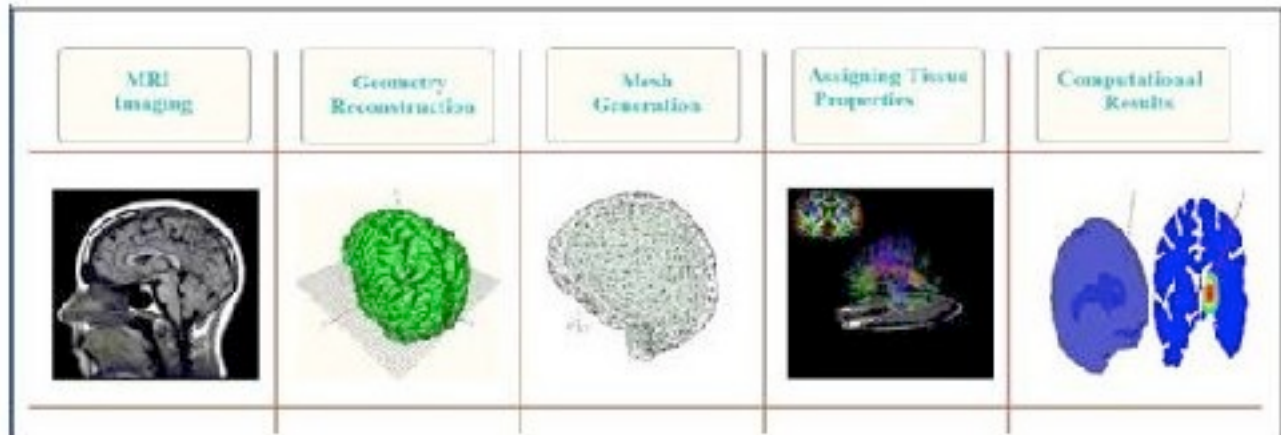 MRI
Imaging
Geometry
Reconstruction
Mesh
Generation
Assigning Tissue
Properties
Computational
Results